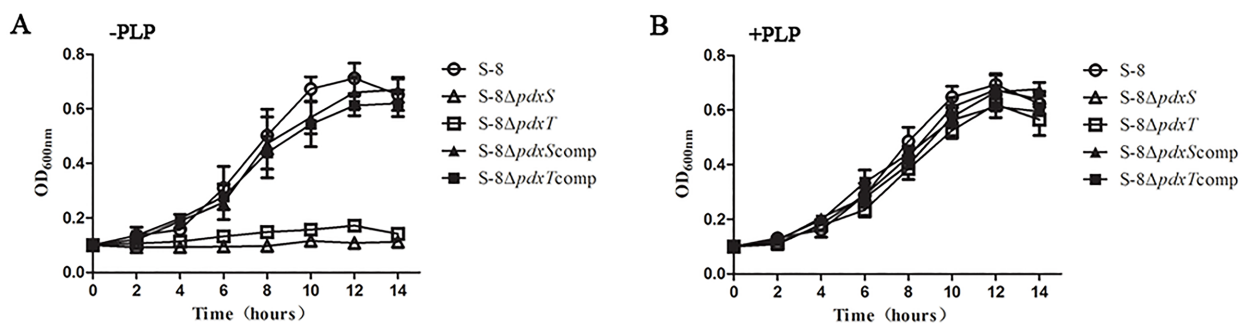 A
-PLP
0.8
0.6
0.4
0.2
0.0
OD600nm
0 2 4 6 8 10 12 14
Time（hours）
S-8
S-8ΔpdxS
S-8ΔpdxT
S-8ΔpdxScomp
S-8ΔpdxTcomp
B
+PLP
0.8
0.6
0.4
0.2
0.0
OD600nm
0 2 4 6 8 10 12 14
Time（hours）
S-8
S-8ΔpdxS
S-8ΔpdxT
S-8ΔpdxScomp
S-8ΔpdxTcomp